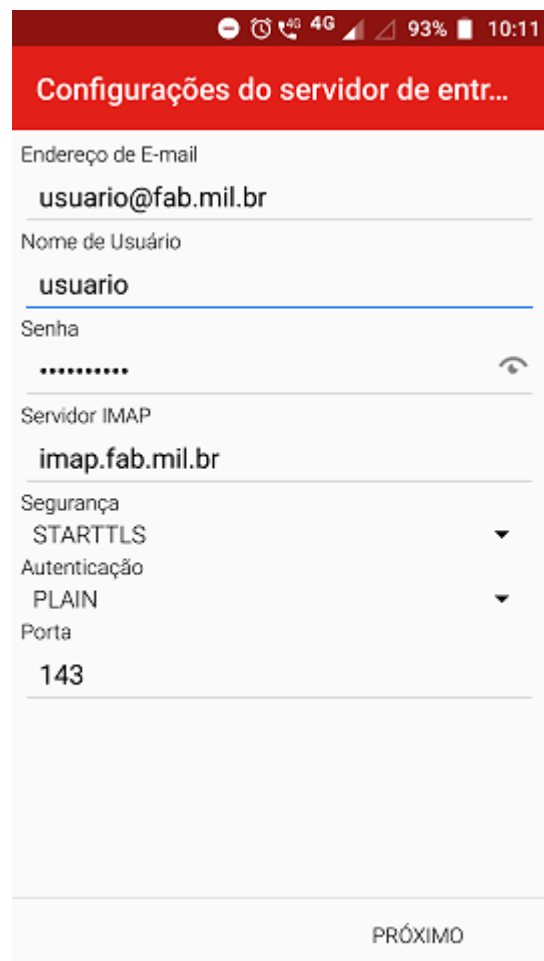 4G 4G 93% 10:11
Configurações do servidor de entr...
Endereço de E-mail
usuario@fab.mil.br
Nome de Usuário
usuario
Senha
••••••••••
Servidor IMAP
imap.fab.mil.br
Segurança
STARTTLS
Autenticação
PLAIN
Porta
143
PRÓXIMO